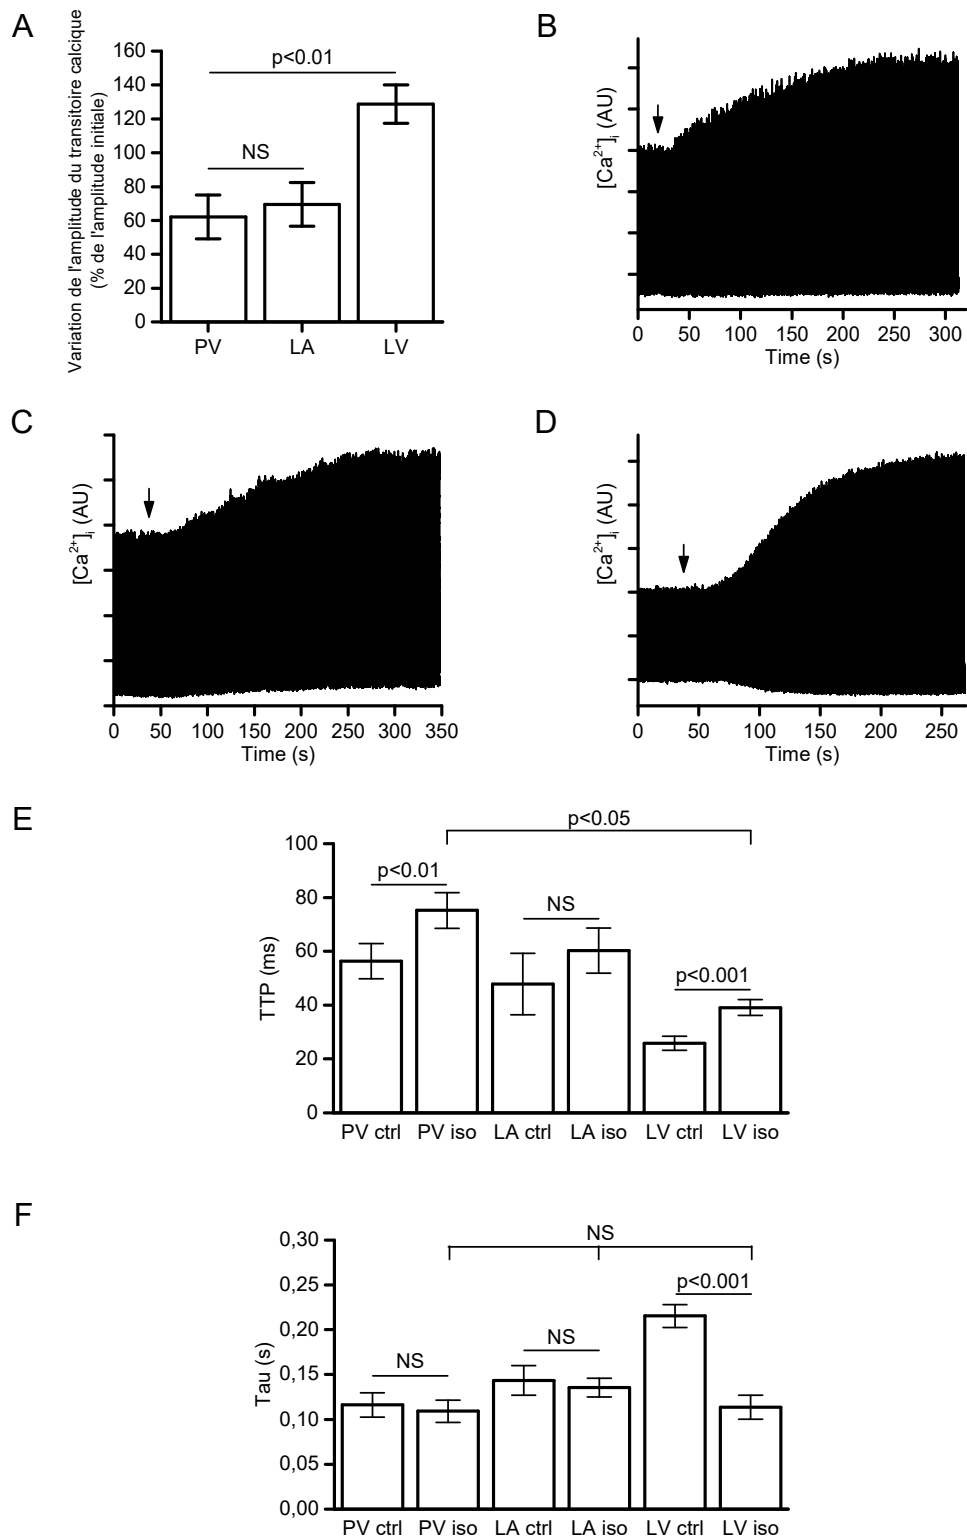 A
Variation de l'amplitude du transitoire calcique
(% de l'amplitude initiale)
160
140
120
100
80
60
40
20
0
p<0.01
NS
PV LA LV
B
[Ca²⁺]ᵢ (AU)
0 50 100 150 200 250 300
Time (s)
C
[Ca²⁺]ᵢ (AU)
0 50 100 150 200 250 300 350
Time (s)
D
[Ca²⁺]ᵢ (AU)
0 50 100 150 200 250
Time (s)
E
TTP (ms)
100
80
60
40
20
0
p<0.05
p<0.01
NS
p<0.001
PV ctrl PV iso LA ctrl LA iso LV ctrl LV iso
F
Tau (s)
0,30
0,25
0,20
0,15
0,10
0,05
0,00
NS
p<0.001
NS
NS
PV ctrl PV iso LA ctrl LA iso LV ctrl LV iso